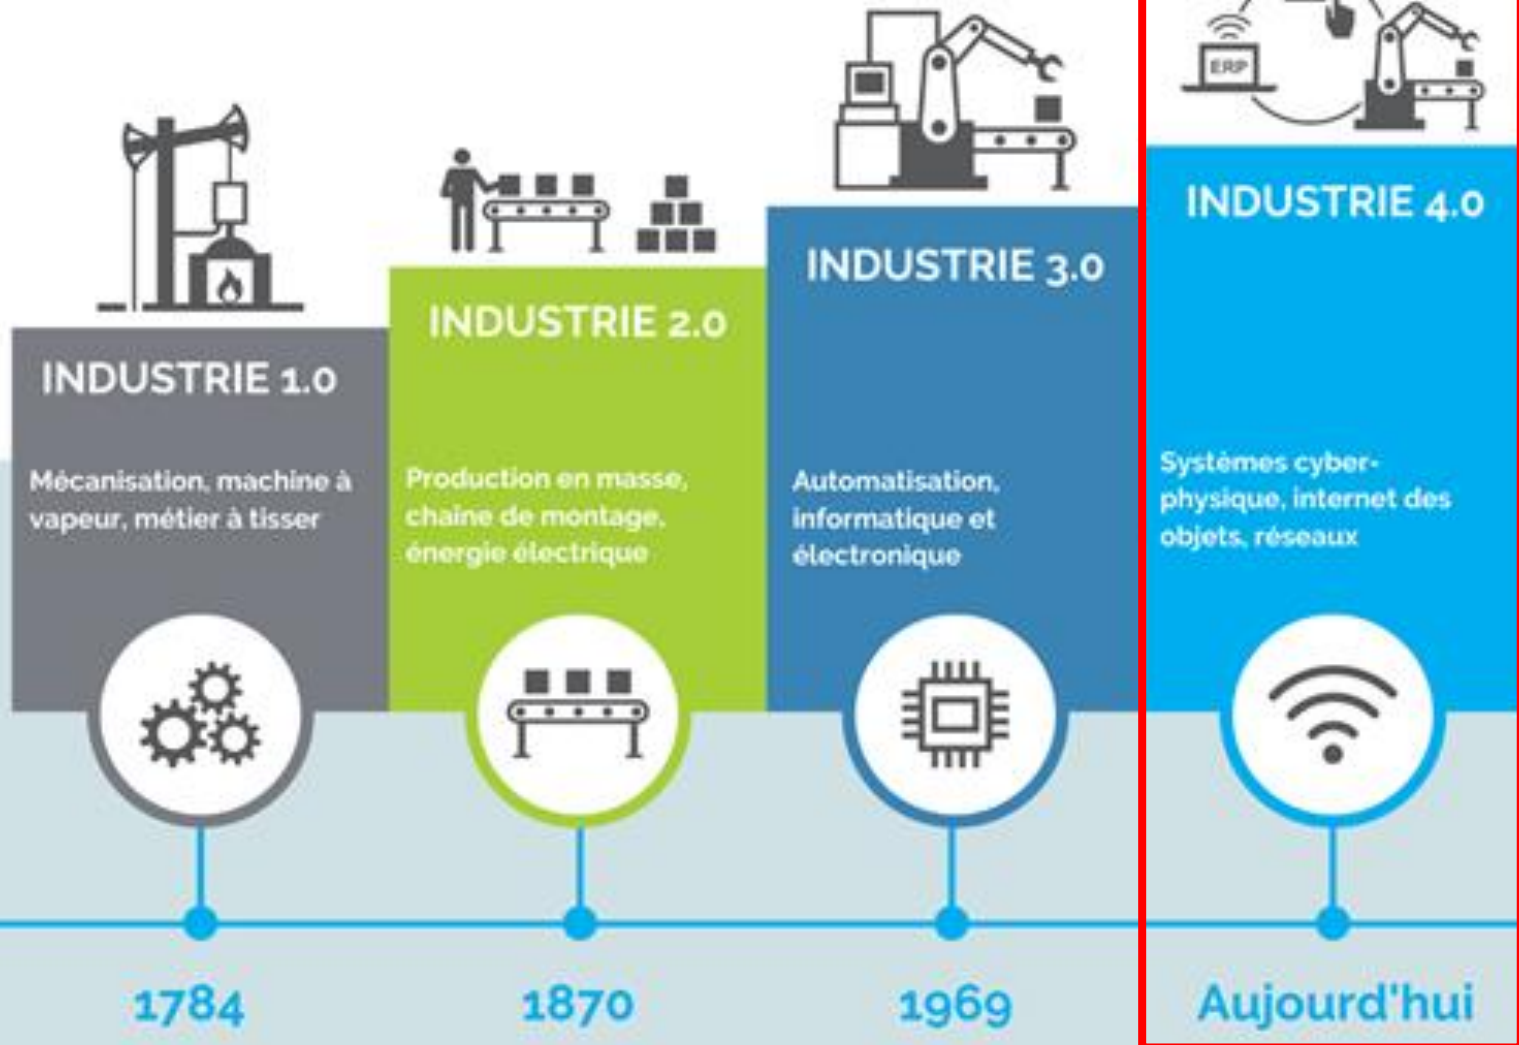 ERP
INDUSTRIE 1.0
Mécanisation, machine à
vapeur, métier à tisser
1784
INDUSTRIE 2.0
Production en masse,
chaîne de montage,
énergie électrique
1870
INDUSTRIE 3.0
Automatisation,
informatique et
électronique
1969
INDUSTRIE 4.0
Systèmes cyber-
physique, internet des
objets, réseaux
Aujourd'hui